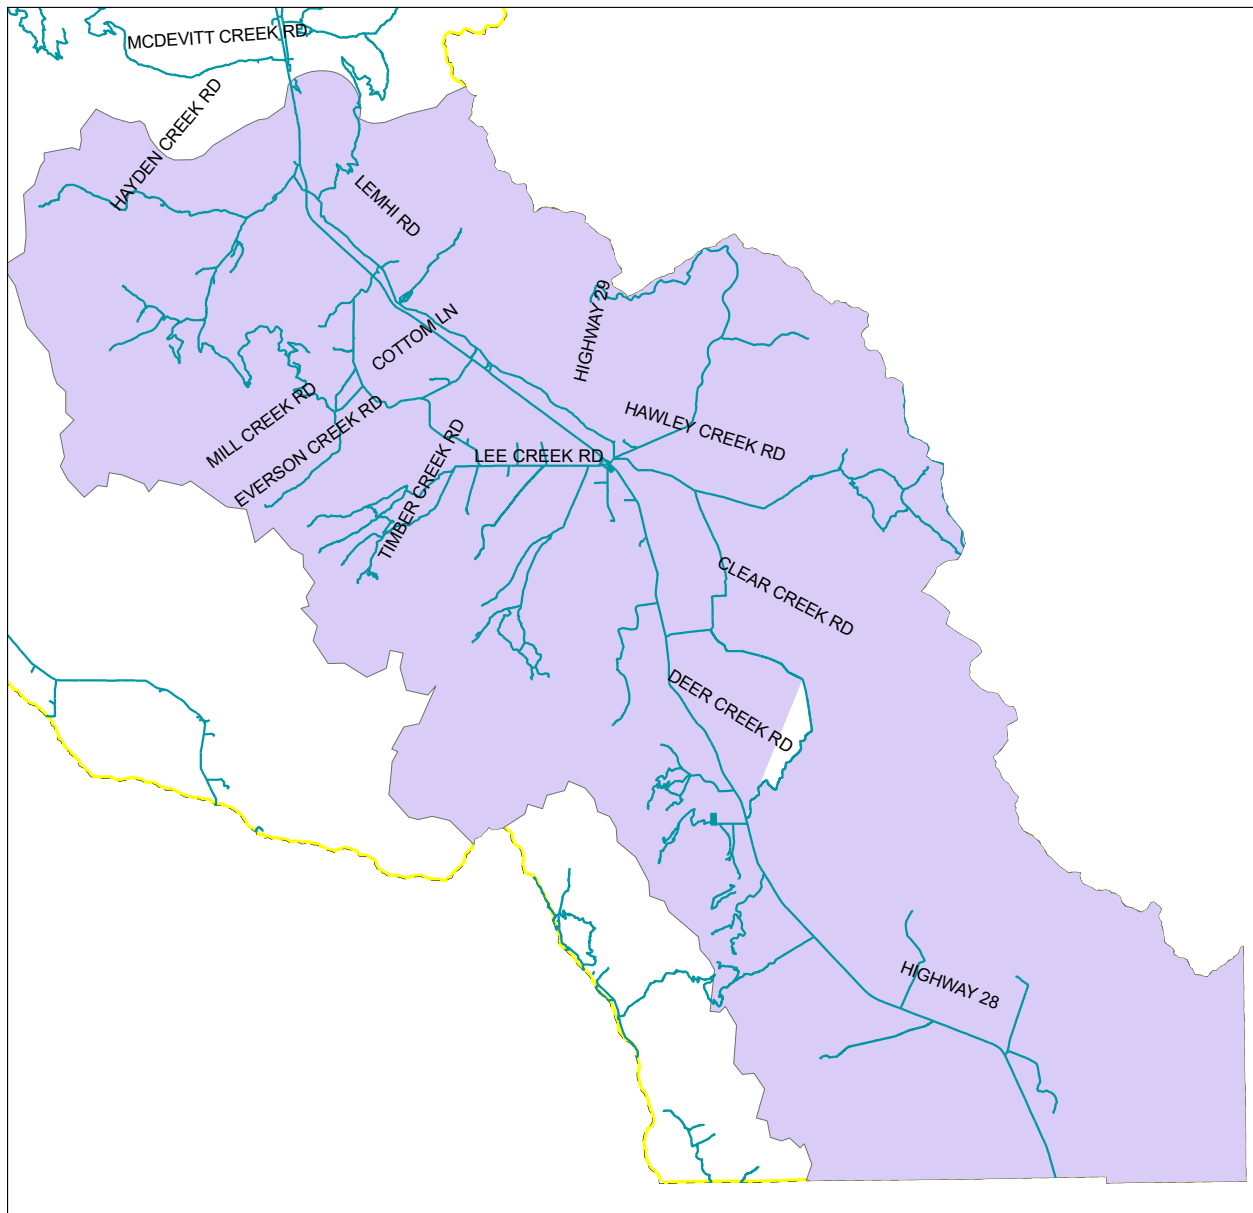 MCDEVITT CREEK RD
HAYDEN CREEK RD
LEMHI RD
HIGHWAY 29
COTTOM LN
MILL CREEK RD
EVERSON CREEK RD
HAWLEY CREEK RD
LEE CREEK RD
TIMBER CREEK RD
CLEAR CREEK RD
DEER CREEK RD
HIGHWAY 28